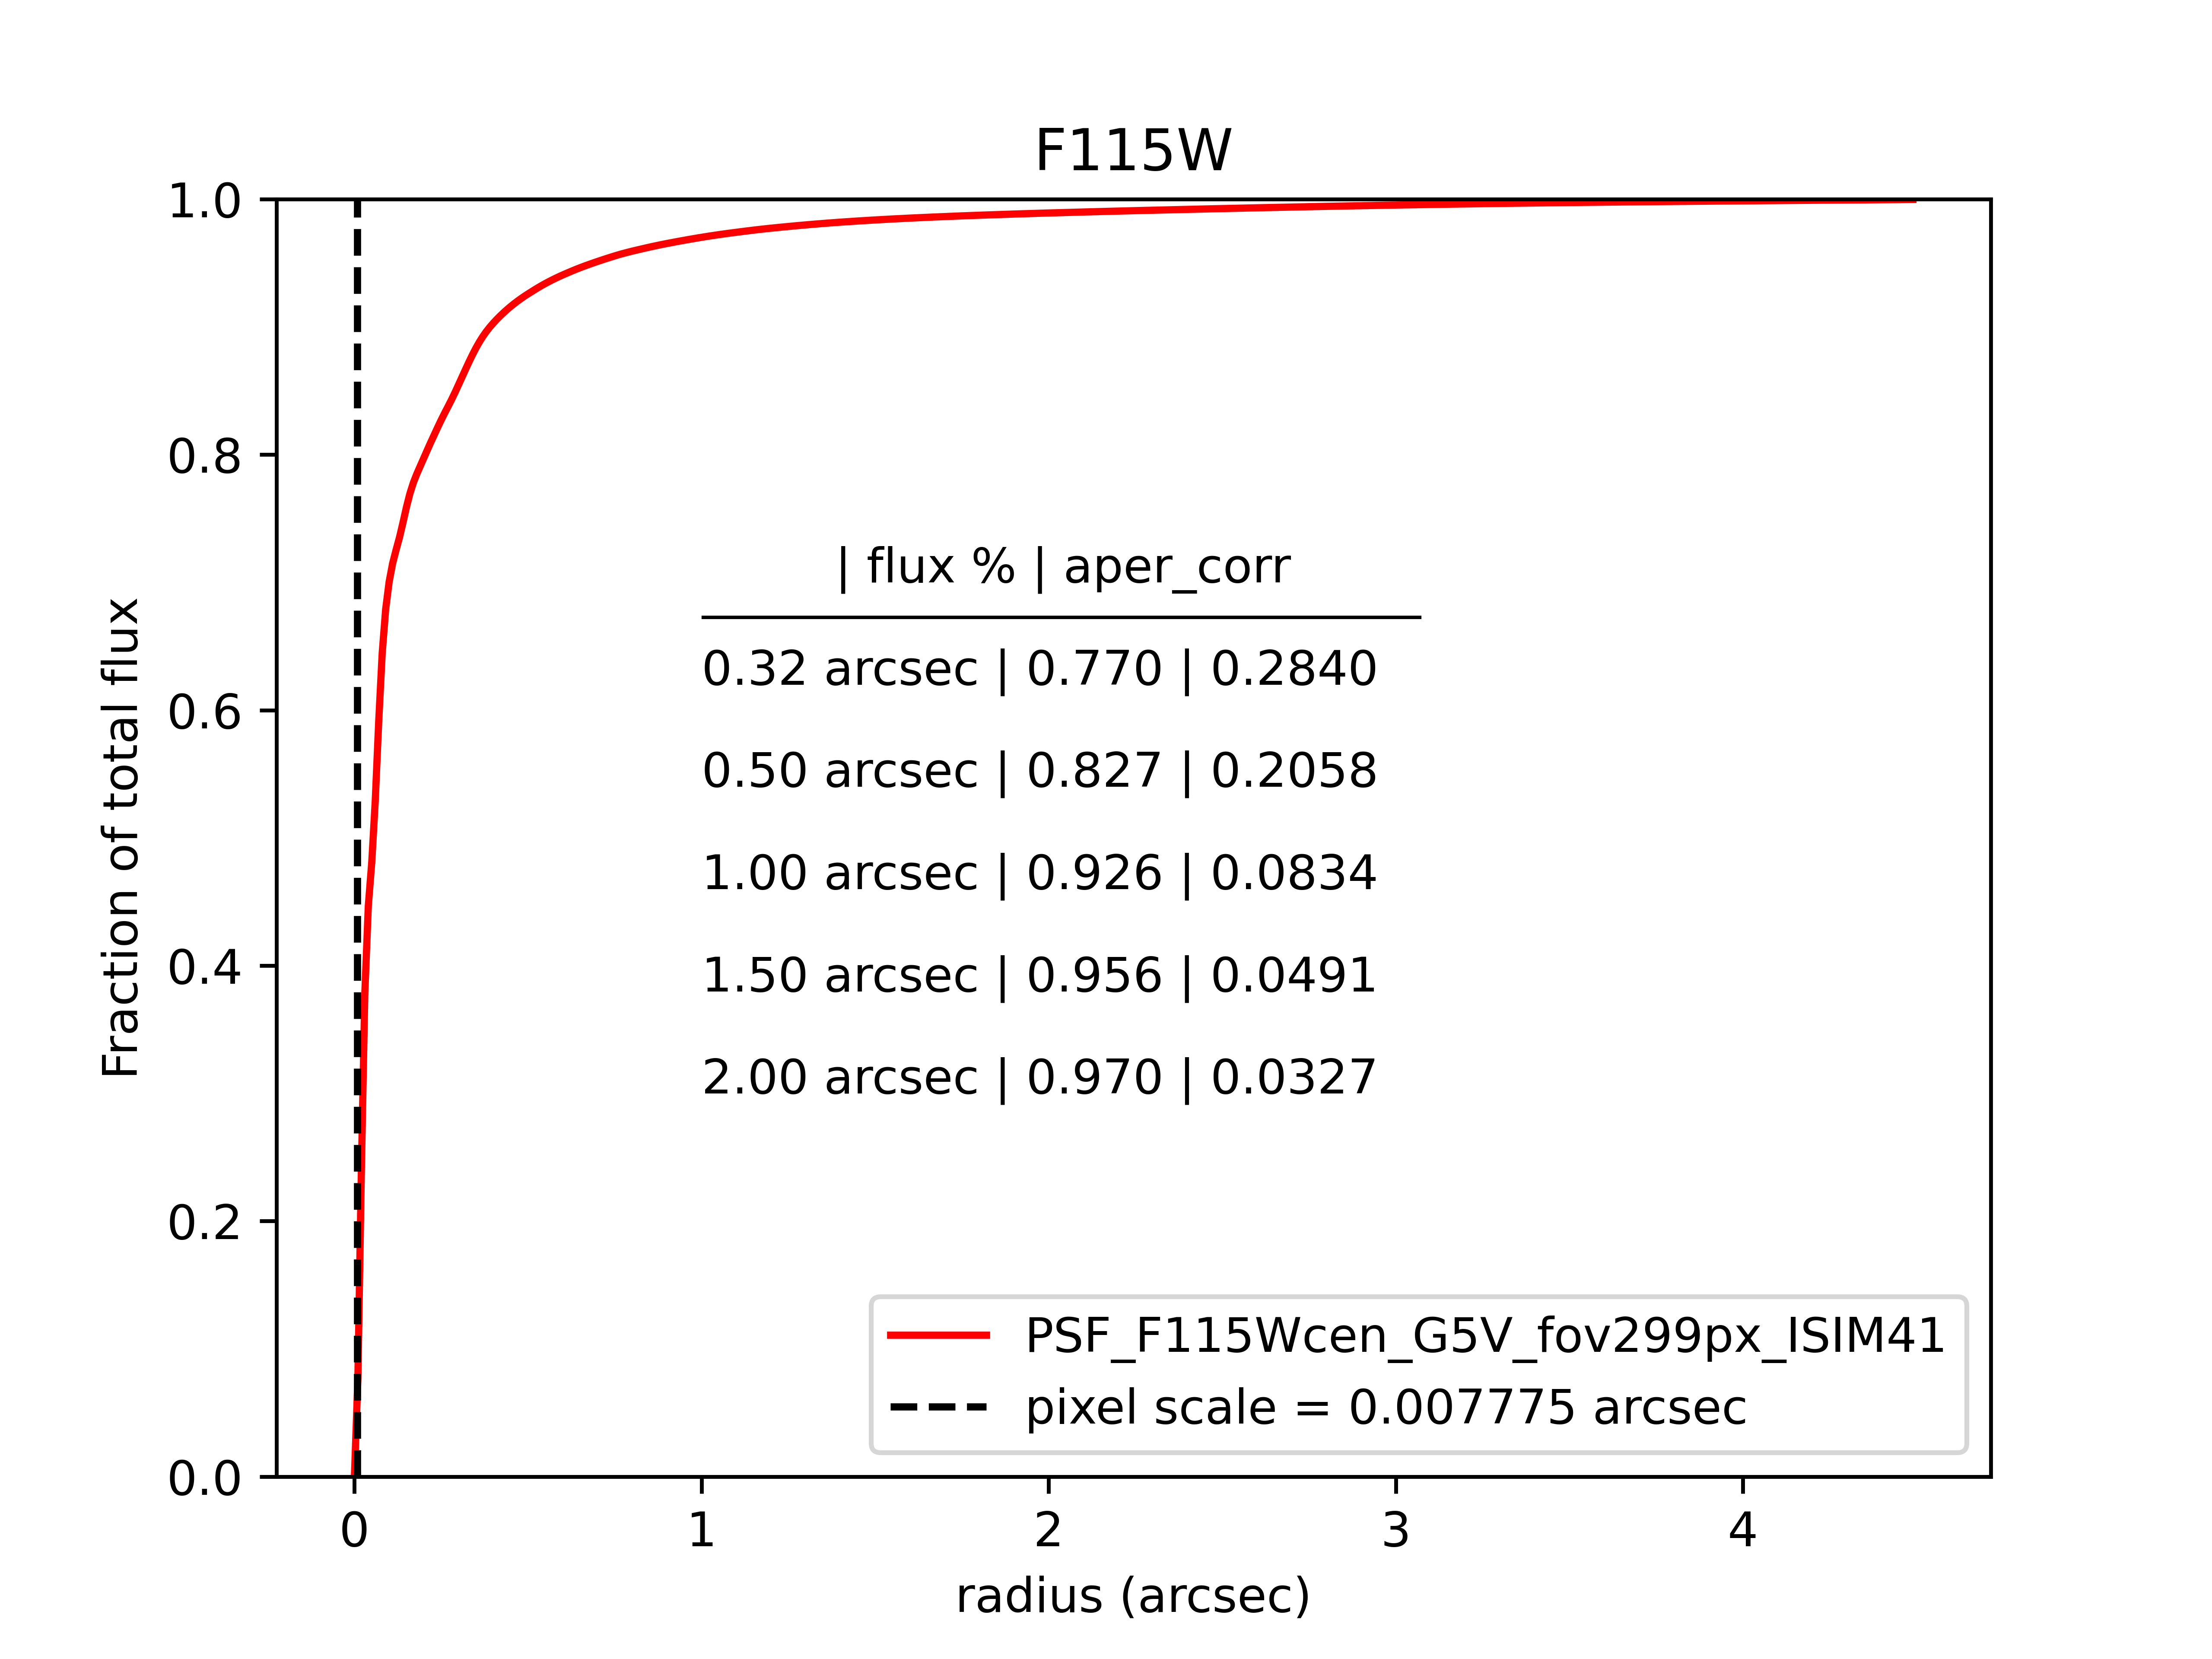 F115W
1.0
0.8
0.6
0.4
0.2
0.0
Fraction of total flux
| flux % | aper_corr
0.32 arcsec | 0.770 | 0.2840
0.50 arcsec | 0.827 | 0.2058
1.00 arcsec | 0.926 | 0.0834
1.50 arcsec | 0.956 | 0.0491
2.00 arcsec | 0.970 | 0.0327
PSF_F115Wcen_G5V_fov299px_ISIM41
pixel scale = 0.007775 arcsec
0 1 2 3 4
radius (arcsec)